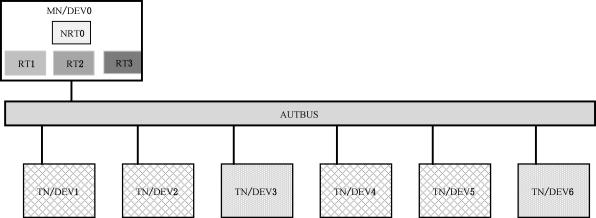 MN/DEV0
NRT0
RT1 RT2 RT3
AUTBUS
TN/DEV1 TN/DEV2 TN/DEV3 TN/DEV4 TN/DEV5 TN/DEV6